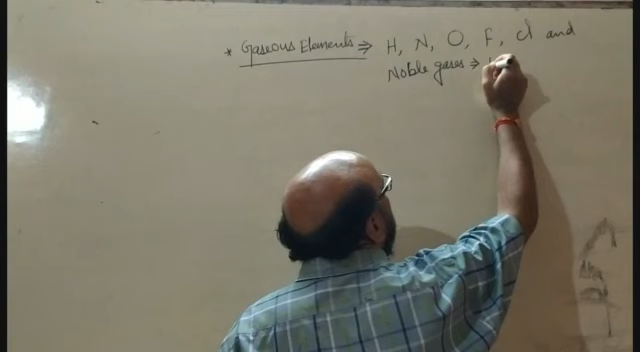 * Gaseous Elements ⇒ H, N, O, F, Cl and
Noble gases ⇒